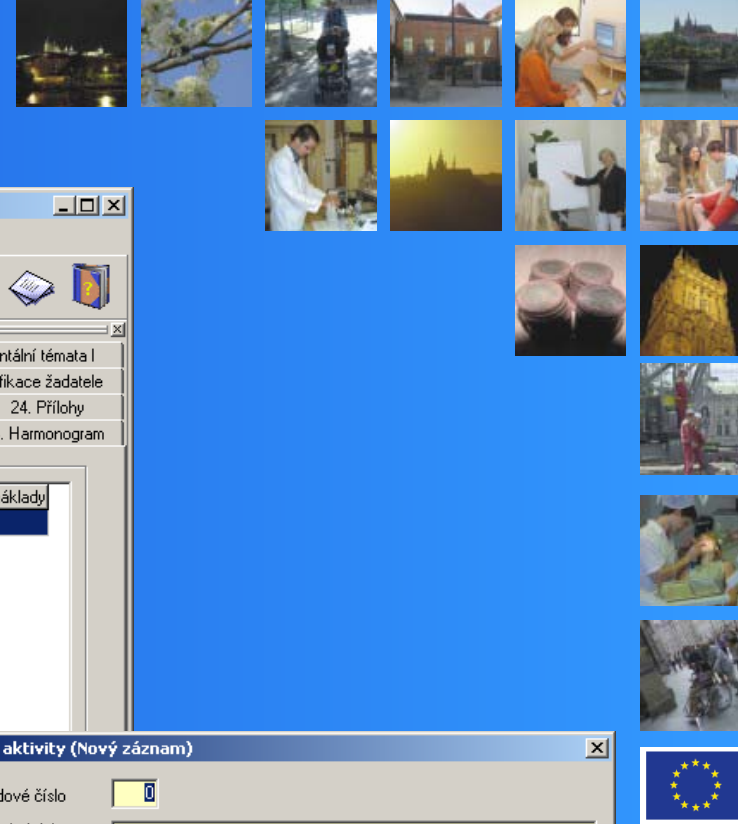 ntální témata I
fikace žadatele
24. Přílohy
. Harmonogram
áklady
aktivity (Nový záznam)
dové číslo
0